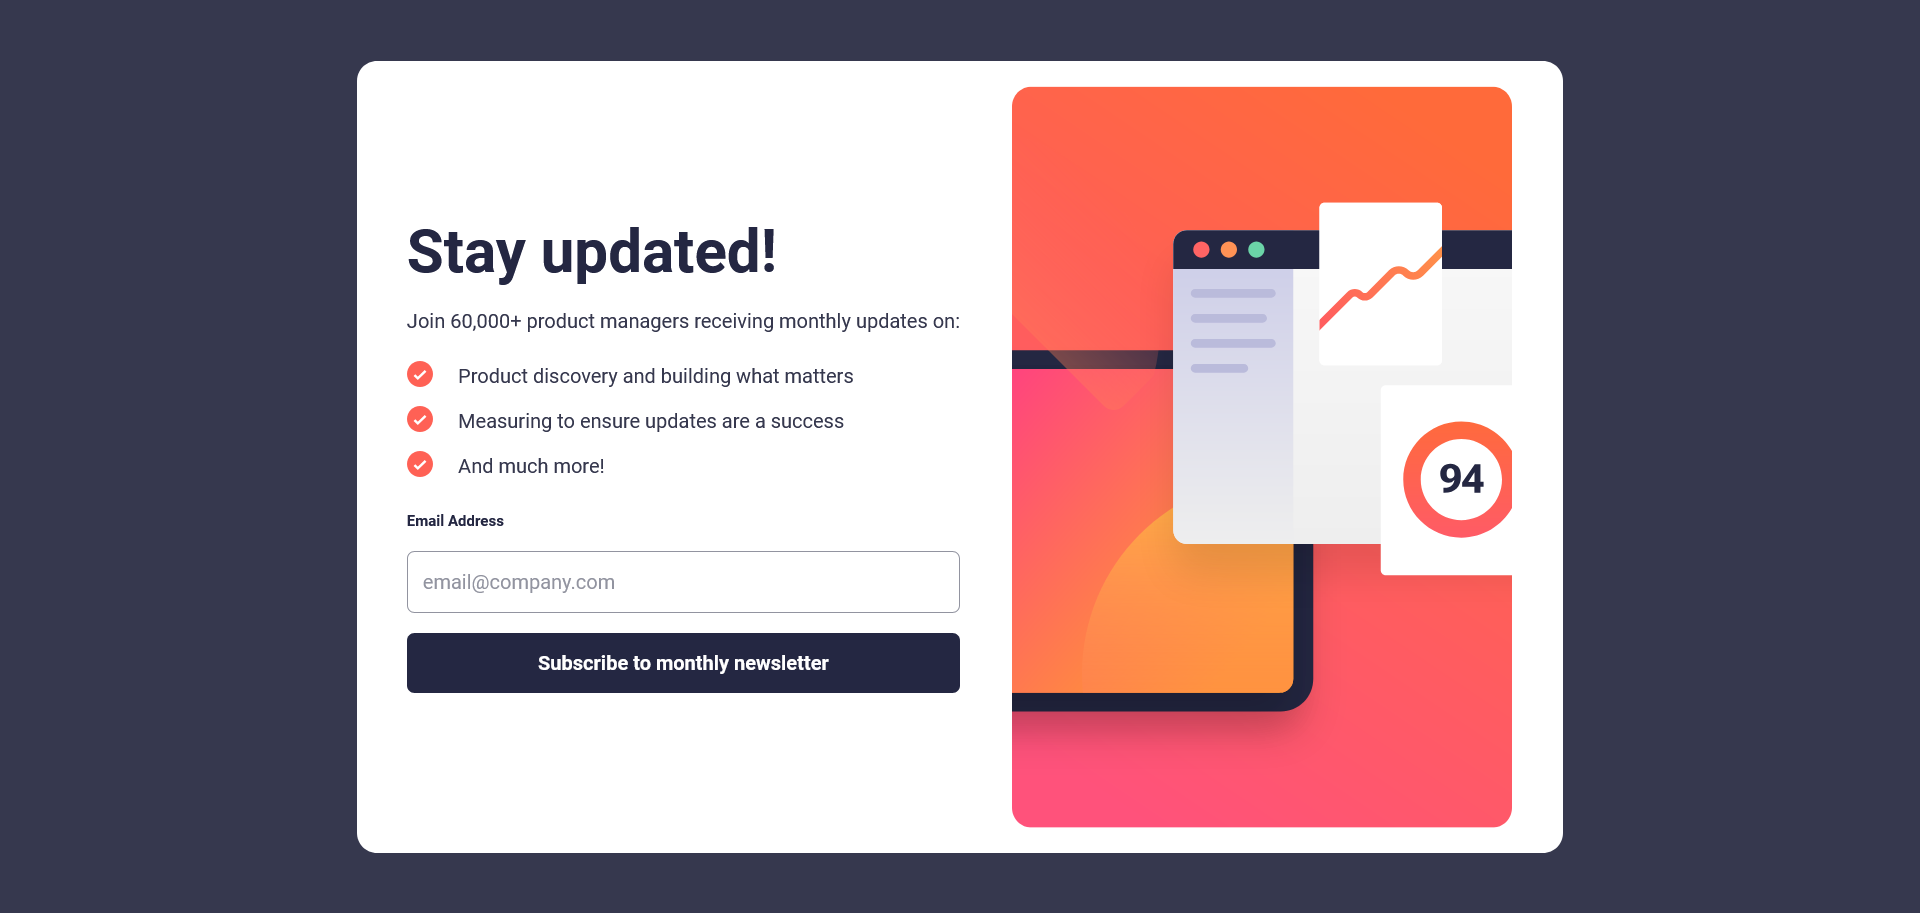 Stay updated!
Join 60,000+ product managers receiving monthly updates on:
Product discovery and building what matters
Measuring to ensure updates are a success
And much more!
Email Address
email@company.com
Subscribe to monthly newsletter
94